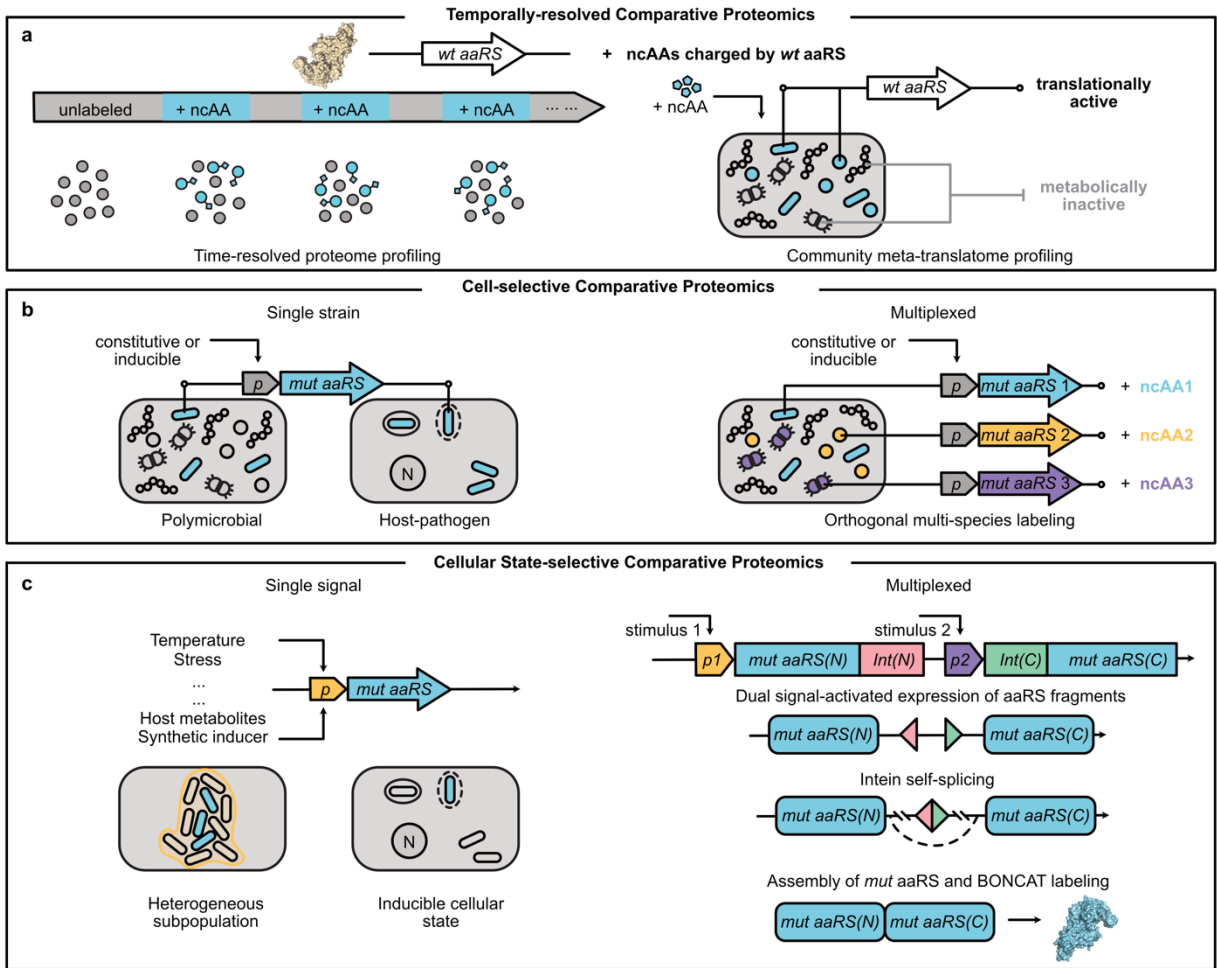 Temporally-resolved Comparative Proteomics
a
wt aaRS
+ ncAAs charged by wt aaRS
unlabeled
+ ncAA
+ ncAA
+ ncAA
... ...
+ ncAA
wt aaRS
translationally
active
metabolically
inactive
Time-resolved proteome profiling
Community meta-translatome profiling
Cell-selective Comparative Proteomics
b
Single strain
constitutive or
inducible
p
mut aaRS
N
Polymicrobial
Host-pathogen
Multiplexed
constitutive or
inducible
p
mut aaRS 1
+ ncAA1
p
mut aaRS 2
+ ncAA2
p
mut aaRS 3
+ ncAA3
Orthogonal multi-species labeling
Cellular State-selective Comparative Proteomics
c
Single signal
Temperature
Stress
...
...
Host metabolites
Synthetic inducer
p
mut aaRS
N
Heterogeneous
subpopulation
Inducible cellular
state
Multiplexed
stimulus 1
stimulus 2
p1
mut aaRS(N)
Int(N)
p2
Int(C)
mut aaRS(C)
Dual signal-activated expression of aaRS fragments
mut aaRS(N)
mut aaRS(C)
Intein self-splicing
mut aaRS(N)
mut aaRS(C)
Assembly of mut aaRS and BONCAT labeling
mut aaRS(N)
mut aaRS(C)